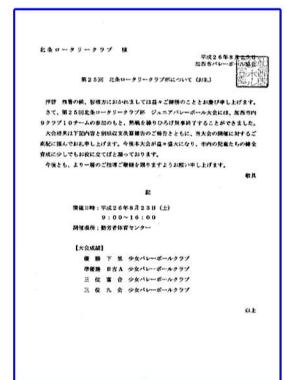 北条ロータリークラブ 様
平成26年8月25日
加西市バレーボール協会
第25回 北条ロータリークラブ杯について (お礼)
拝啓 残暑の候、皆様方におかれましては益々ご清栄のこととお慶び申し上げます。
さて、第25回北条ロータリークラブ杯 ジュニアバレーボール大会には、加西市内
9クラブ10チームの参加のもと、熱戦を繰りひろげ無事終了することができました。
大会結果は下記内容と別紙収支決算報告のご報告とともに、当大会の開催に対するご
高配に深くお礼申し上げます。今後本大会が益々盛大になり、市内の児童たちの健全
育成に少しでもお役に立てばと願っております。
今後とも、より一層のご指導ご鞭撻を賜りますようお願い申し上げます。
敬具
記
開催日時:平成26年8月23日(土)
9:00~16:00
開催場所:勤労者体育センター
【大会成績】
優 勝 下 里 少女バレーボールクラブ
準優勝 日吉A 少女バレーボールクラブ
三 位 富 合 少女バレーボールクラブ
三 位 九 会 少女バレーボールクラブ
以上